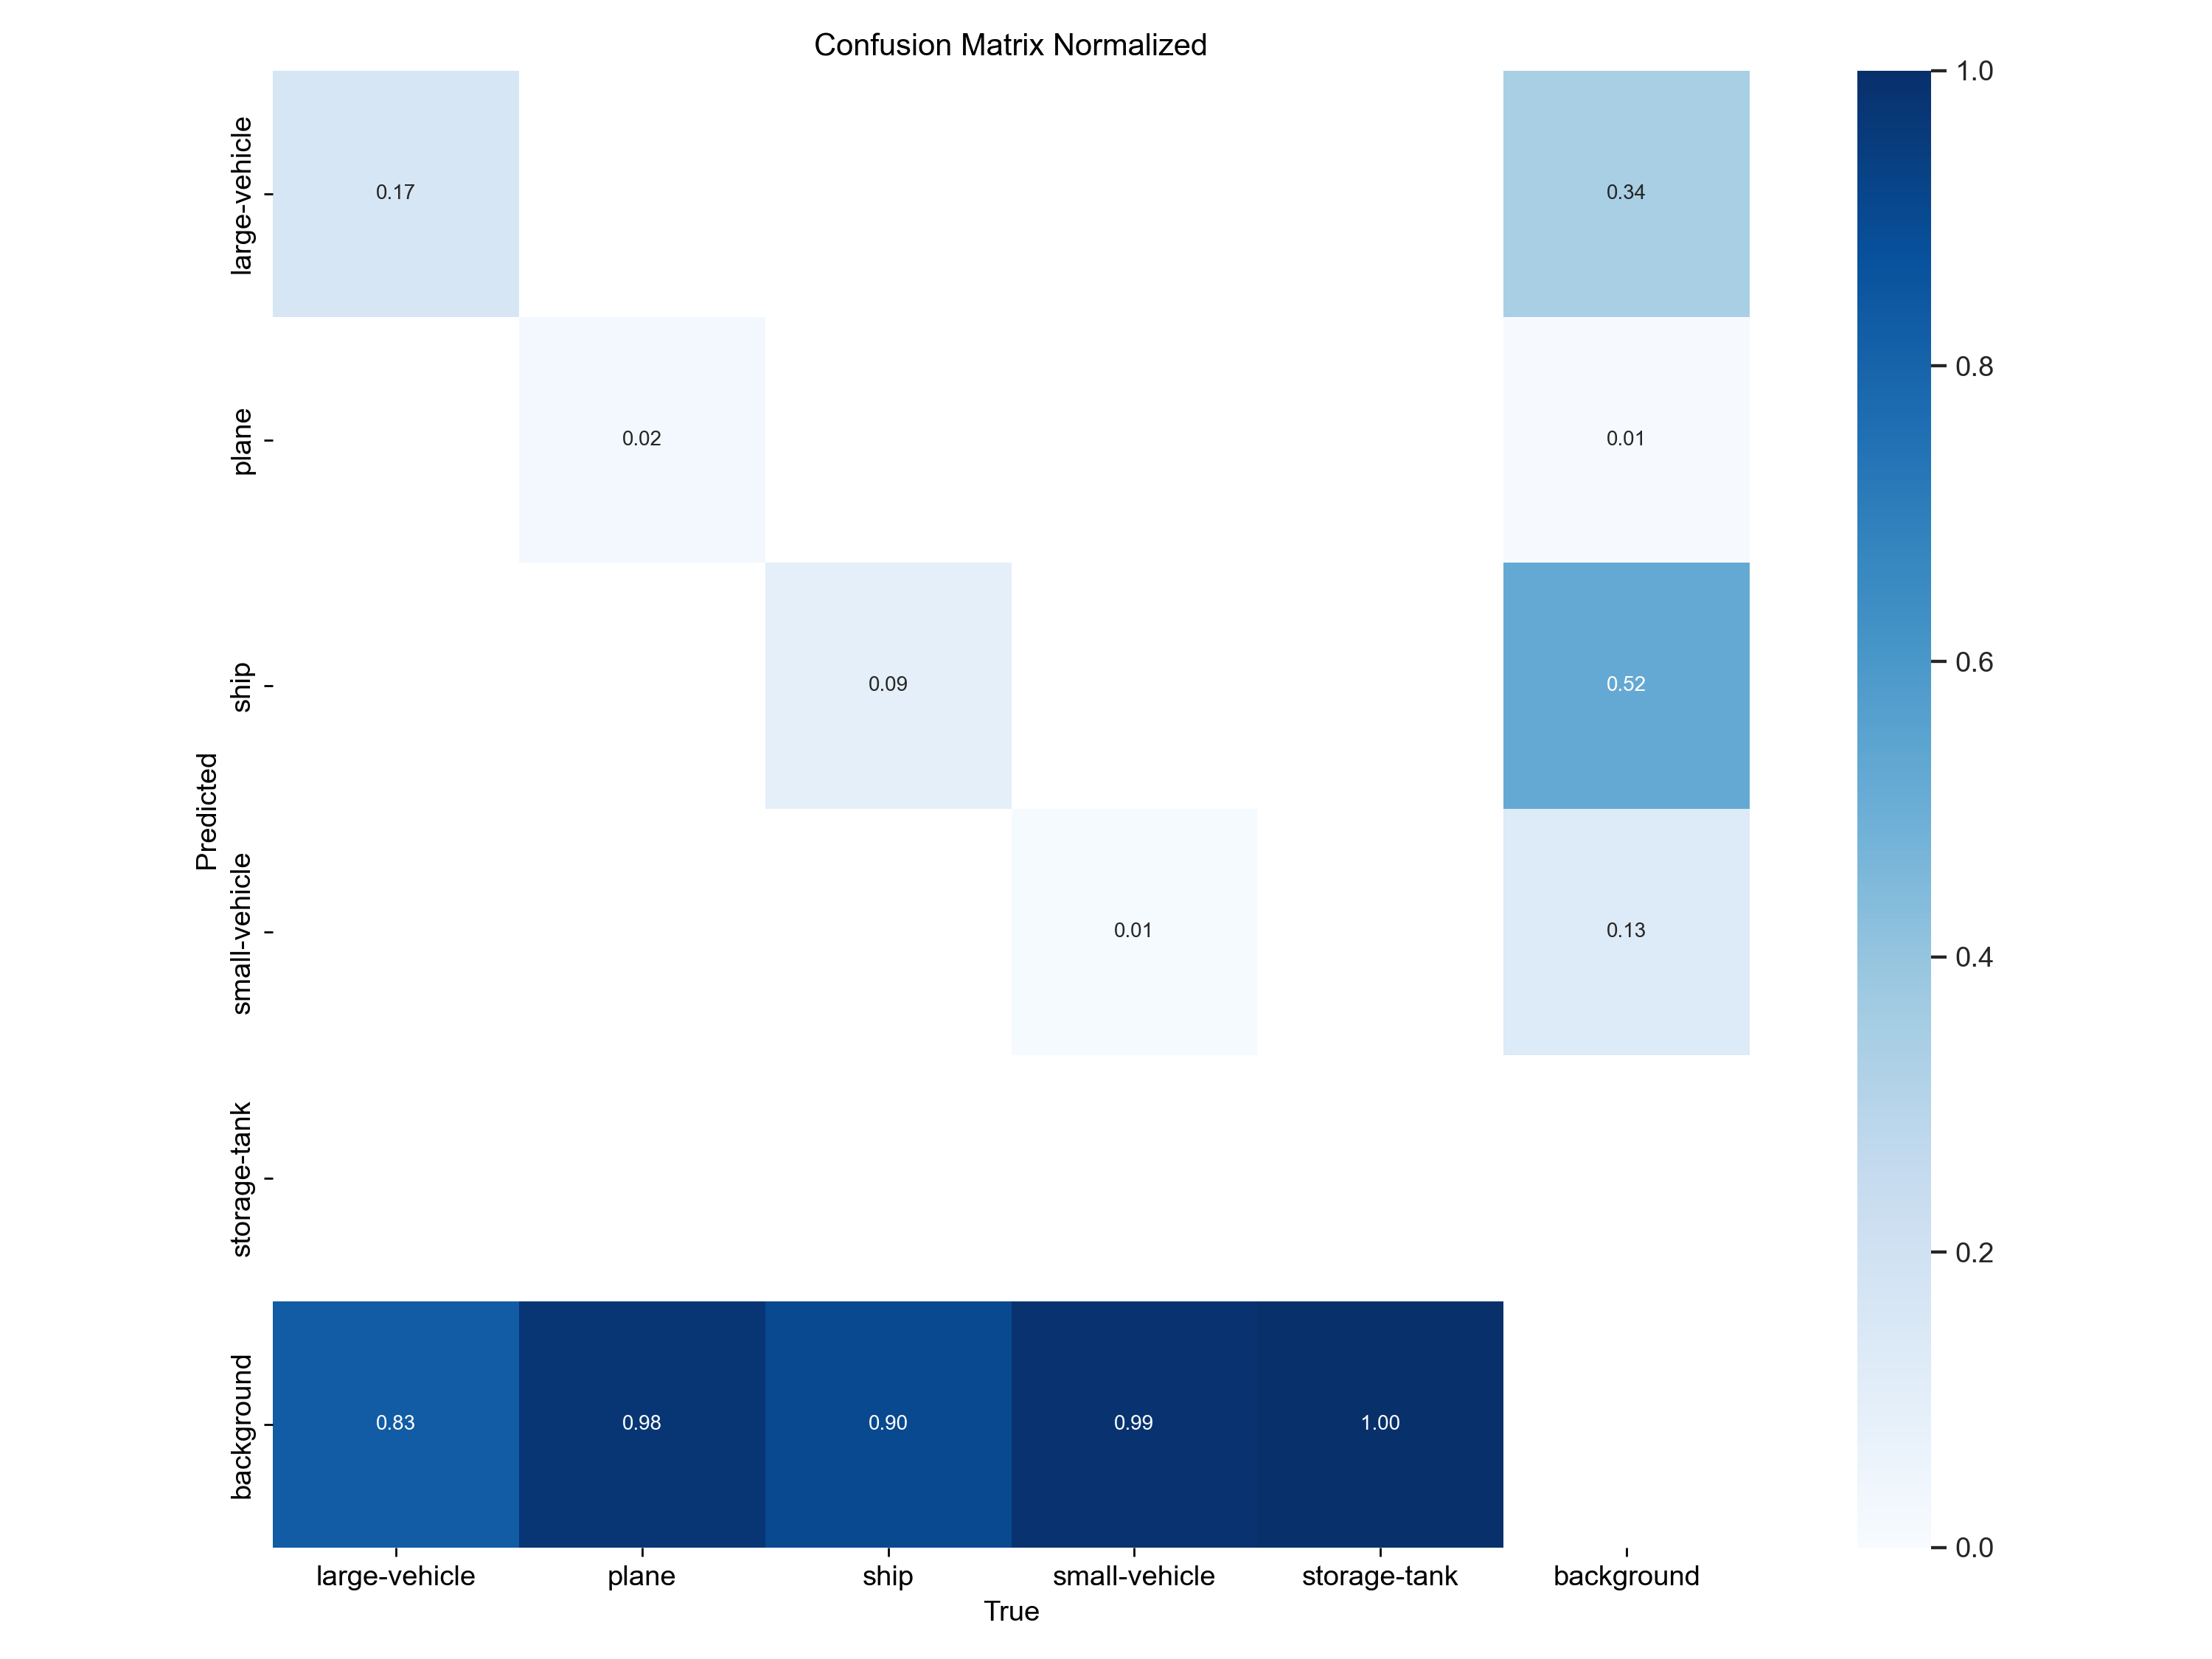 Confusion Matrix Normalized
large-vehicle
0.17
0.34
1.0
plane
0.02
0.01
0.8
ship
0.09
0.52
0.6
Predicted
small-vehicle
0.01
0.13
0.4
storage-tank
0.2
background
0.83
0.98
0.90
0.99
1.00
0.0
large-vehicle
plane
ship
small-vehicle
storage-tank
background
True